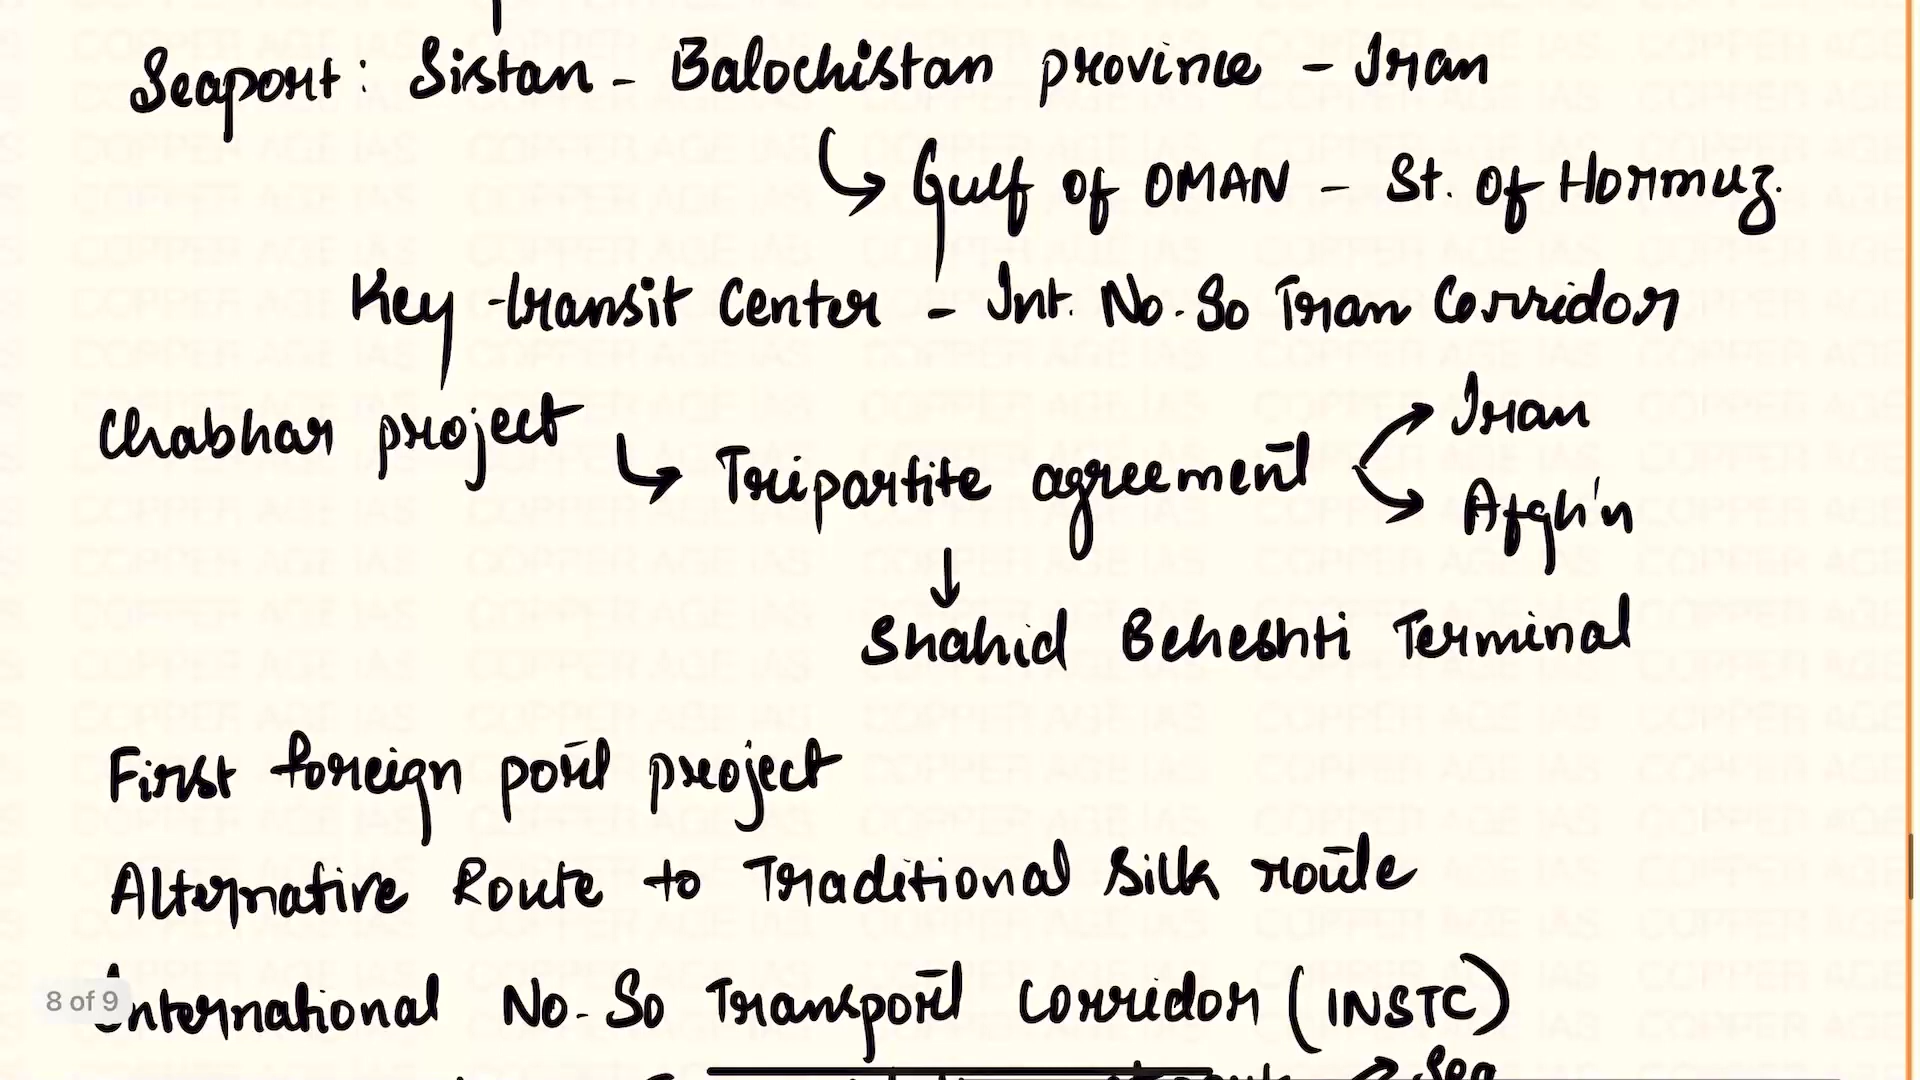 Seaport: Sistan - Balochistan province - Iran
Gulf of OMAN - St. of Hormuz.
Key transit Center - Int. No. So Tran Corridor
Chabhar project
Tripartite agreement
Iran
Afgh'n
Shahid Beheshti Terminal
First foreign port project
Alternative Route to Traditional Silk route
8 of 9
International No. So Transport Corridor (INSTC)
Sea